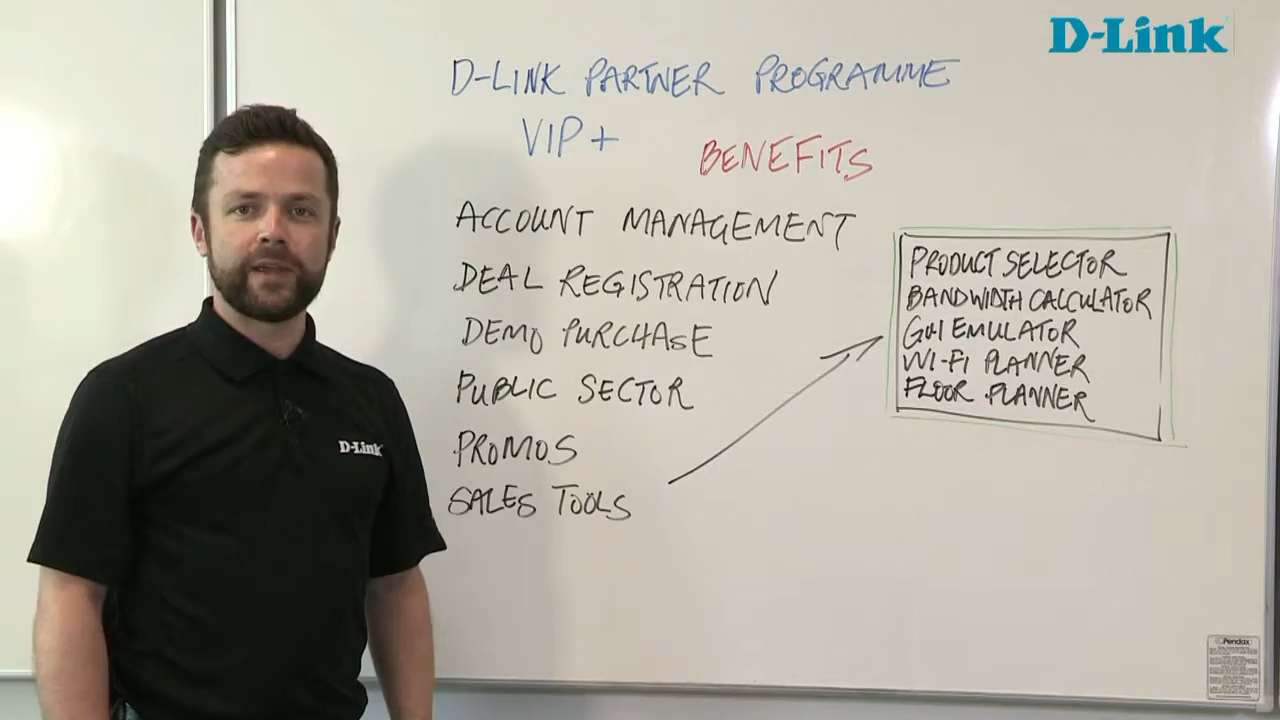 D-Link
D-LINK PARTNER PROGRAMME
VIP+
BENEFITS
ACCOUNT MANAGEMENT
DEAL REGISTRATION
DEMO PURCHASE
PUBLIC SECTOR
PROMOS
SALES TOOLS
PRODUCT SELECTOR
BANDWIDTH CALCULATOR
GUI EMULATOR
WI-FI PLANNER
FLOOR PLANNER
D-Link
Pendax